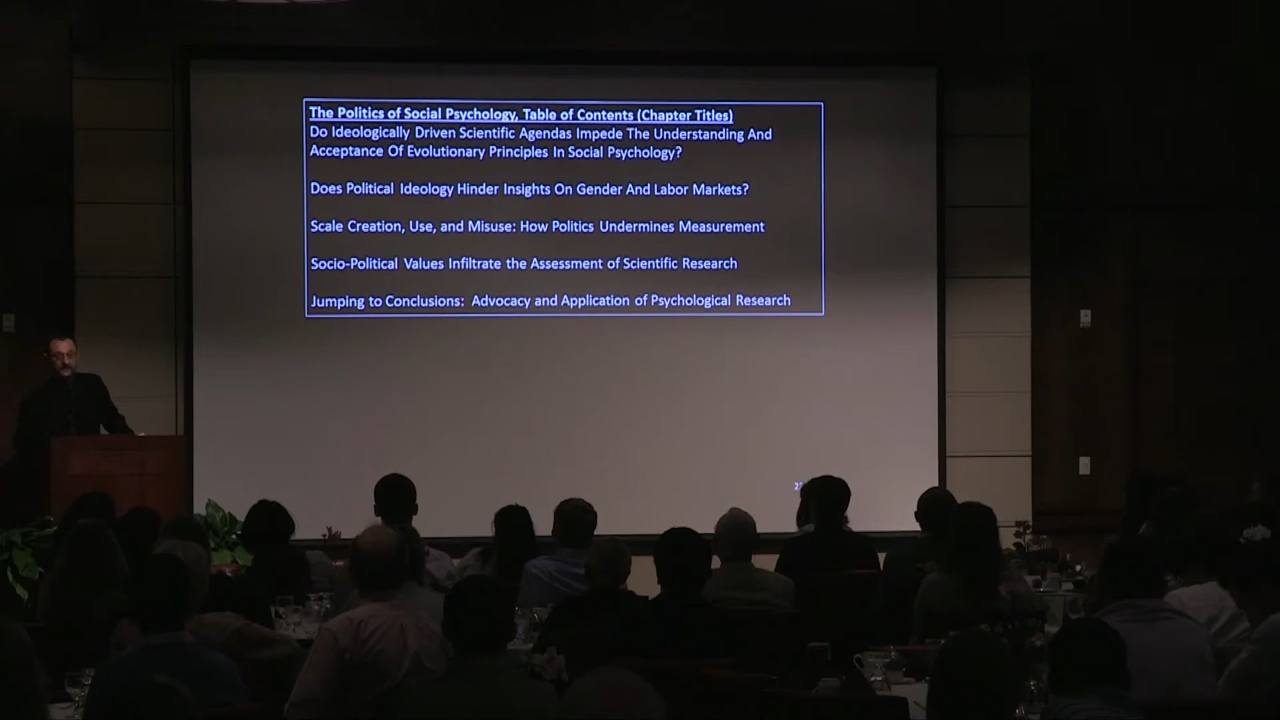 The Politics of Social Psychology, Table of Contents (Chapter Titles)
Do Ideologically Driven Scientific Agendas Impede The Understanding And
Acceptance Of Evolutionary Principles In Social Psychology?
Does Political Ideology Hinder Insights On Gender And Labor Markets?
Scale Creation, Use, and Misuse: How Politics Undermines Measurement
Socio-Political Values Infiltrate the Assessment of Scientific Research
Jumping to Conclusions: Advocacy and Application of Psychological Research